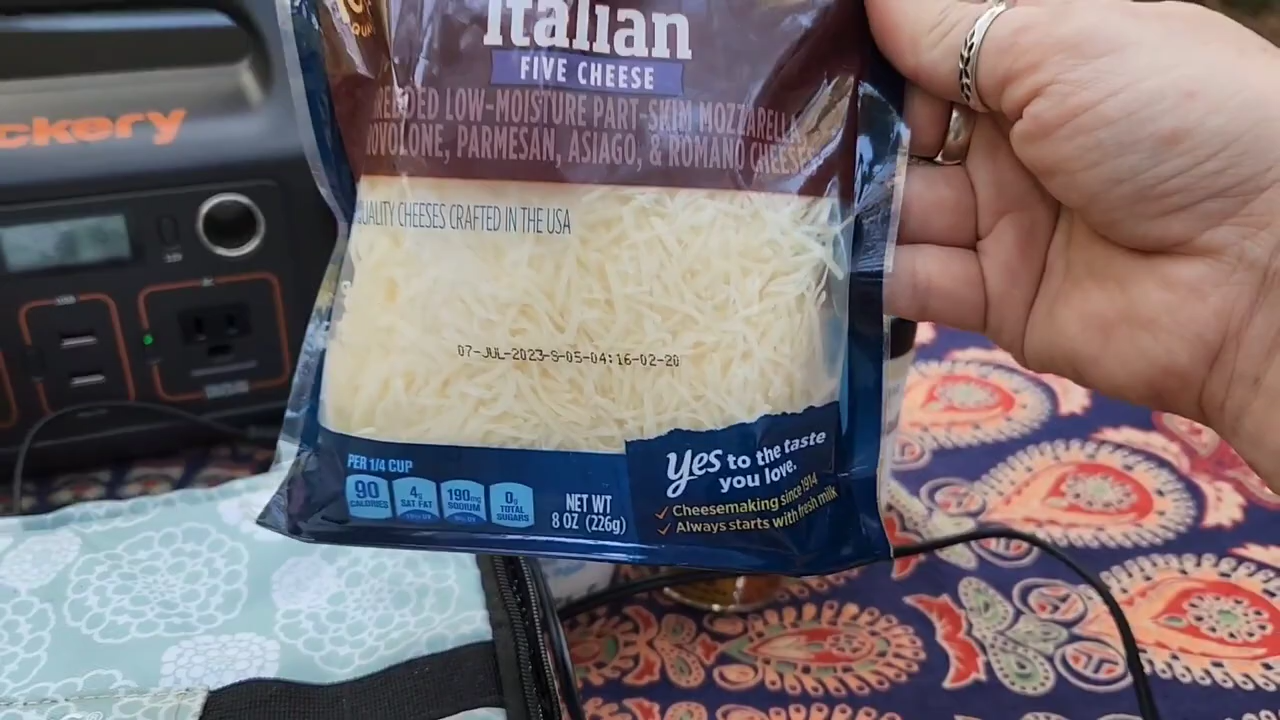 Italian
FIVE CHEESE
LOW-MOISTURE PART-SKIM MOZZARELLA,
PARMESAN, ASIAGO, & ROMANO CHEESES
ckery
QUALITY CHEESES CRAFTED IN THE USA
07-JUL-2023-S-05-04:16-02-20
PER 1/4 CUP
90 CALORIES
4g SAT FAT
190mg SODIUM
0g TOTAL SUGARS
NET WT
8 OZ (226g)
yes to the taste
you love.
✓ Cheesemaking since 1914
✓ Always starts with fresh milk